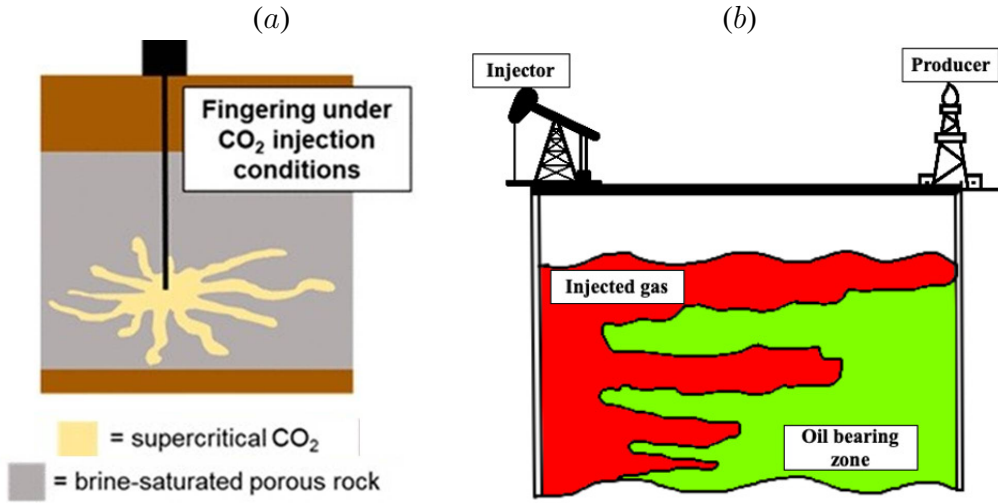 (a)
Fingering under
CO₂ injection
conditions
= supercritical CO₂
= brine-saturated porous rock
(b)
Injector
Producer
Injected gas
Oil bearing
zone